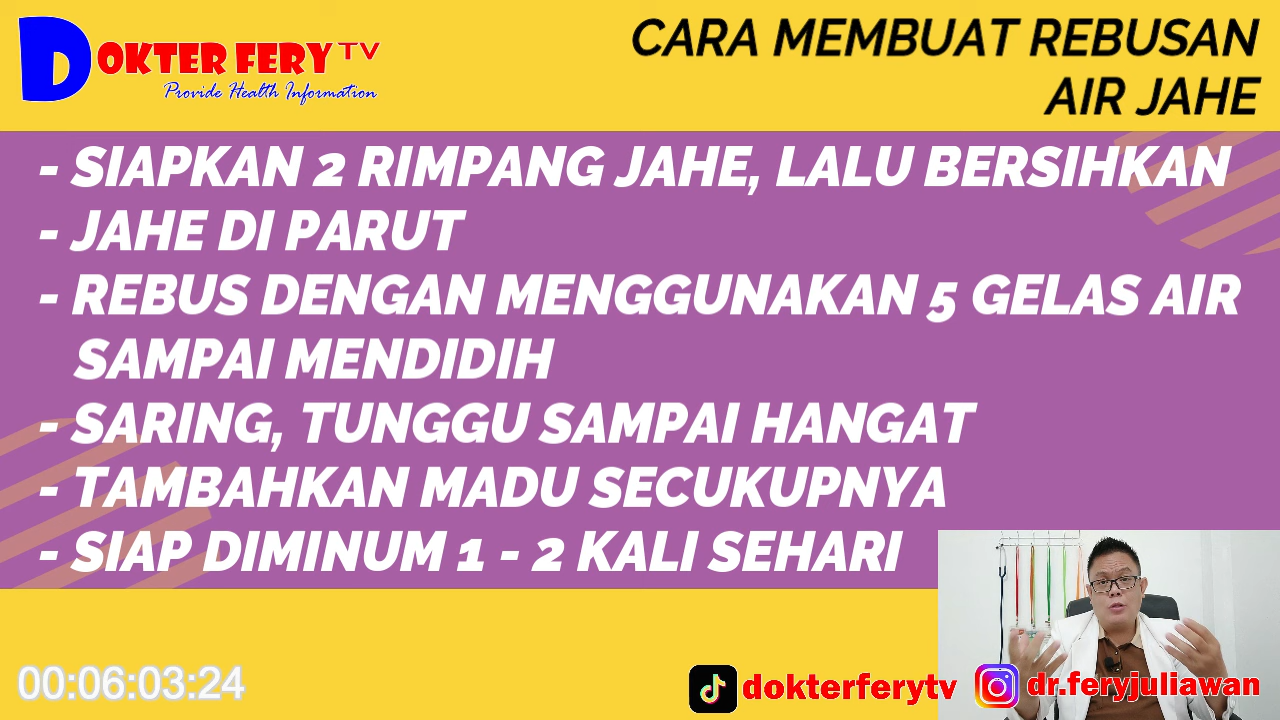 DOKTER FERY TV
Provide Health Information
CARA MEMBUAT REBUSAN
AIR JAHE
- SIAPKAN 2 RIMPANG JAHE, LALU BERSIHKAN
- JAHE DI PARUT
- REBUS DENGAN MENGGUNAKAN 5 GELAS AIR
SAMPAI MENDIDIH
- SARING, TUNGGU SAMPAI HANGAT
- TAMBAHKAN MADU SECUKUPNYA
- SIAP DIMINUM 1 - 2 KALI SEHARI
00:06:03:24
dokterferytv
dr.feryjuliawan